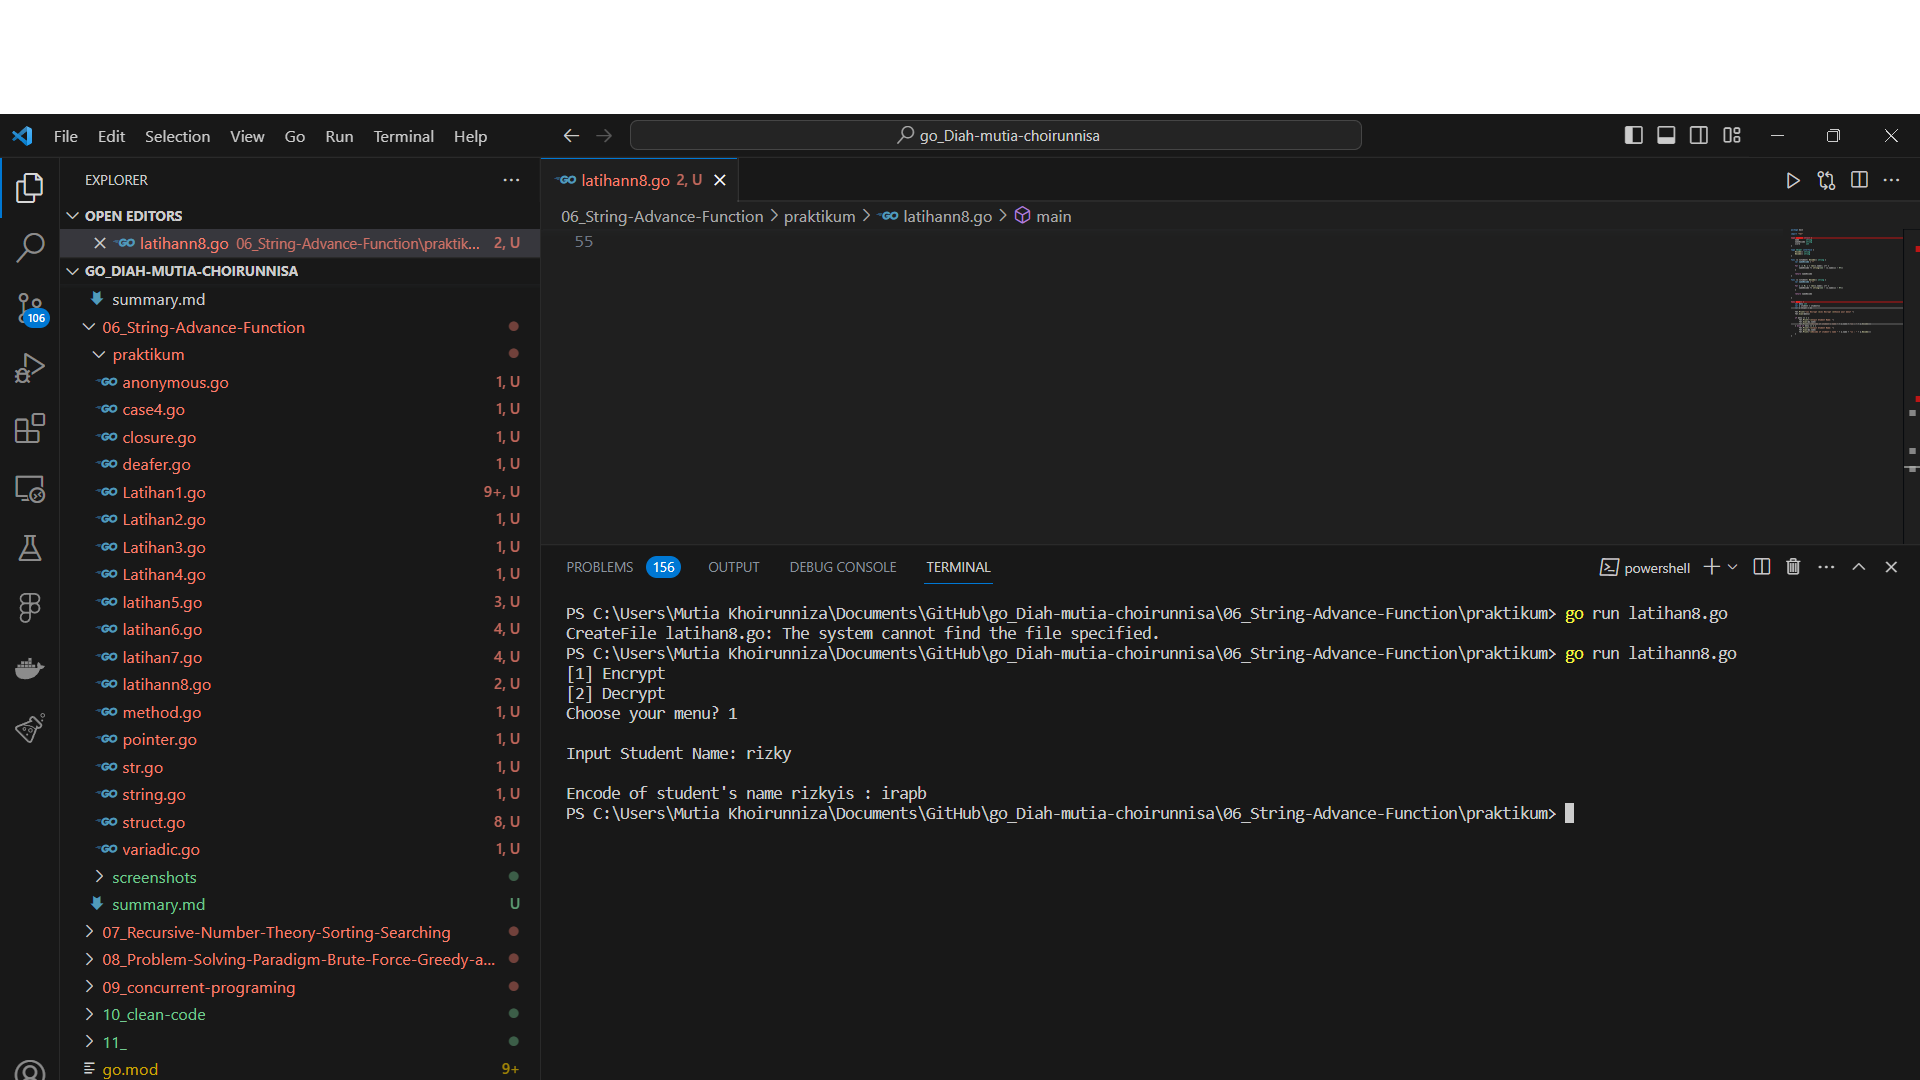 File Edit Selection View Go Run Terminal Help
go_Diah-mutia-choirunnisa
EXPLORER
OPEN EDITORS
latihann8.go 06_String-Advance-Function\praktik... 2, U
GO_DIAH-MUTIA-CHOIRUNNISA
summary.md
06_String-Advance-Function
praktikum
anonymous.go 1, U
case4.go 1, U
closure.go 1, U
deafer.go 1, U
Latihan1.go 9+, U
Latihan2.go 1, U
Latihan3.go 1, U
Latihan4.go 1, U
latihan5.go 3, U
latihan6.go 4, U
latihan7.go 4, U
latihann8.go 2, U
method.go 1, U
pointer.go 1, U
str.go 1, U
string.go 1, U
struct.go 8, U
variadic.go 1, U
screenshots
summary.md U
07_Recursive-Number-Theory-Sorting-Searching
08_Problem-Solving-Paradigm-Brute-Force-Greedy-a...
09_concurrent-programing
10_clean-code
11_
go.mod 9+
106
latihann8.go 2, U
06_String-Advance-Function > praktikum > latihann8.go > main
55
PROBLEMS 156 OUTPUT DEBUG CONSOLE TERMINAL
powershell
PS C:\Users\Mutia Khoirunniza\Documents\GitHub\go_Diah-mutia-choirunnisa\06_String-Advance-Function\praktikum> go run latihan8.go
CreateFile latihan8.go: The system cannot find the file specified.
PS C:\Users\Mutia Khoirunniza\Documents\GitHub\go_Diah-mutia-choirunnisa\06_String-Advance-Function\praktikum> go run latihann8.go
[1] Encrypt
[2] Decrypt
Choose your menu? 1
Input Student Name: rizky
Encode of student's name rizkyis : irapb
PS C:\Users\Mutia Khoirunniza\Documents\GitHub\go_Diah-mutia-choirunnisa\06_String-Advance-Function\praktikum>